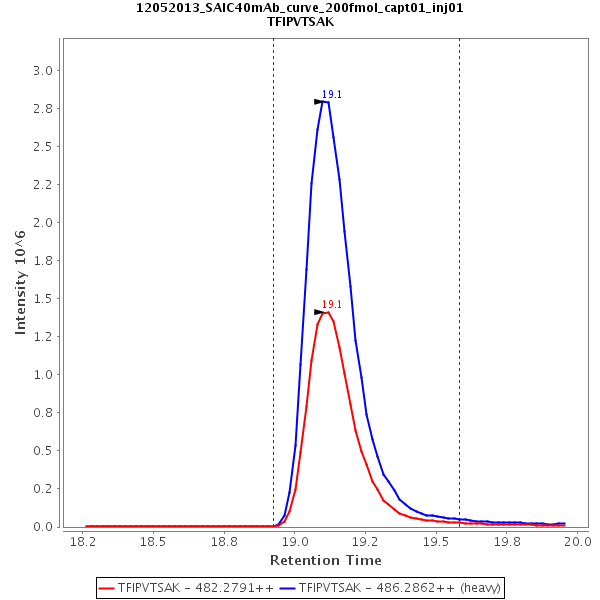 12052013_SAIC40mAb_curve_200fmol_capt01_inj01
TFIPVTSAK
3.0
2.8
2.5
2.2
2.0
1.8
1.5
1.2
1.0
0.8
0.5
0.2
0.0
Intensity 10^6
19.1
19.1
18.2 18.5 18.8 19.0 19.2 19.5 19.8 20.0
Retention Time
TFIPVTSAK - 482.2791++ TFIPVTSAK - 486.2862++ (heavy)